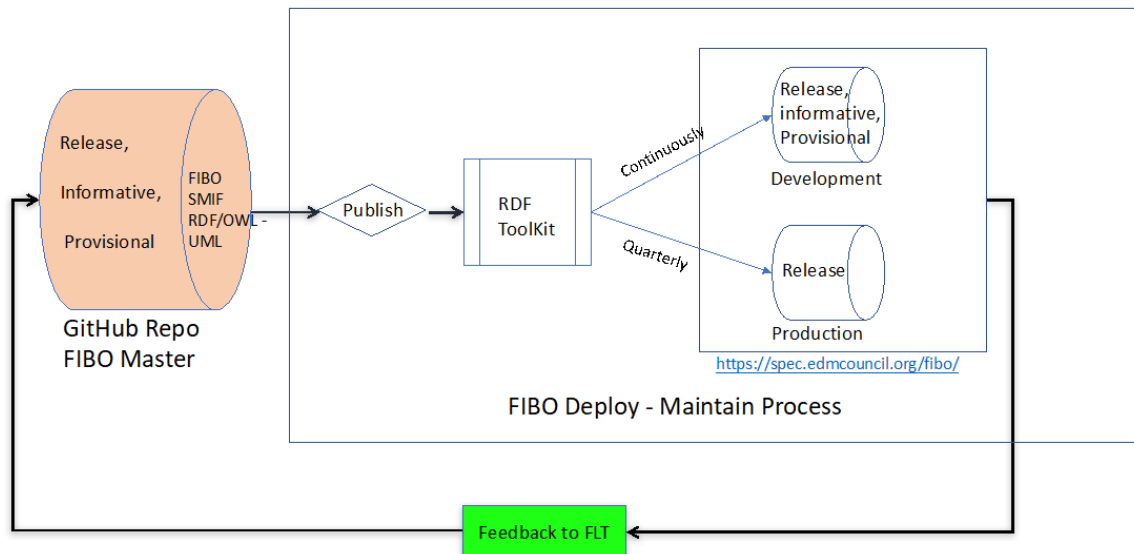 Release,
Informative,
Provisional
FIBO
SMIF
RDF/OWL -
UML
GitHub Repo
FIBO Master
Publish
RDF
ToolKit
Continuously
Quarterly
Release,
informative,
Provisional
Development
Release
Production
https://spec.edmcouncil.org/fibo/
FIBO Deploy - Maintain Process
Feedback to FLT